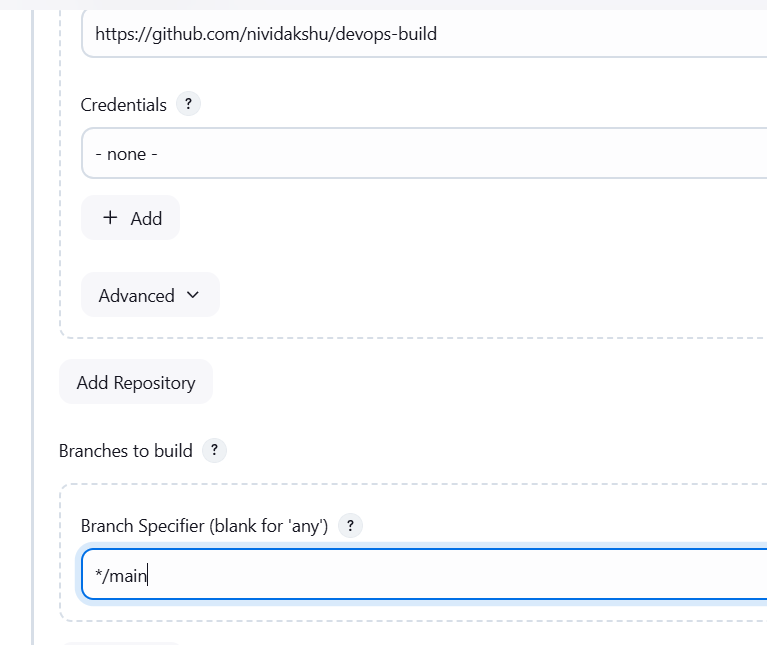 https://github.com/nividakshu/devops-build
Credentials ?
- none -
+ Add
Advanced
Add Repository
Branches to build ?
Branch Specifier (blank for 'any') ?
*/main